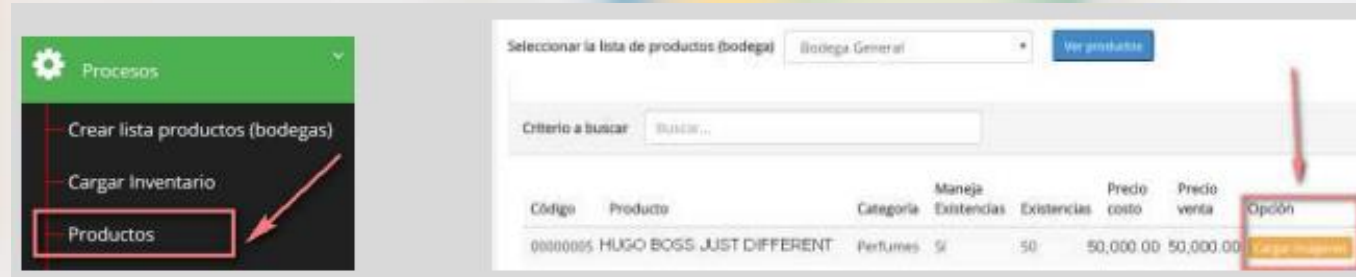 Procesos
Crear lista productos (bodegas)
Cargar Inventario
Productos
Seleccionar la lista de productos (bodega) Bodega General Ver productos
Criterio a buscar Buscar...
Código Producto Categoría Maneja Existencias Existencias Precio costo Precio venta Opción
00000005 HUGO BOSS JUST DIFFERENT Perfumes Si 50 50,000.00 50,000.00 Cargar Imágenes